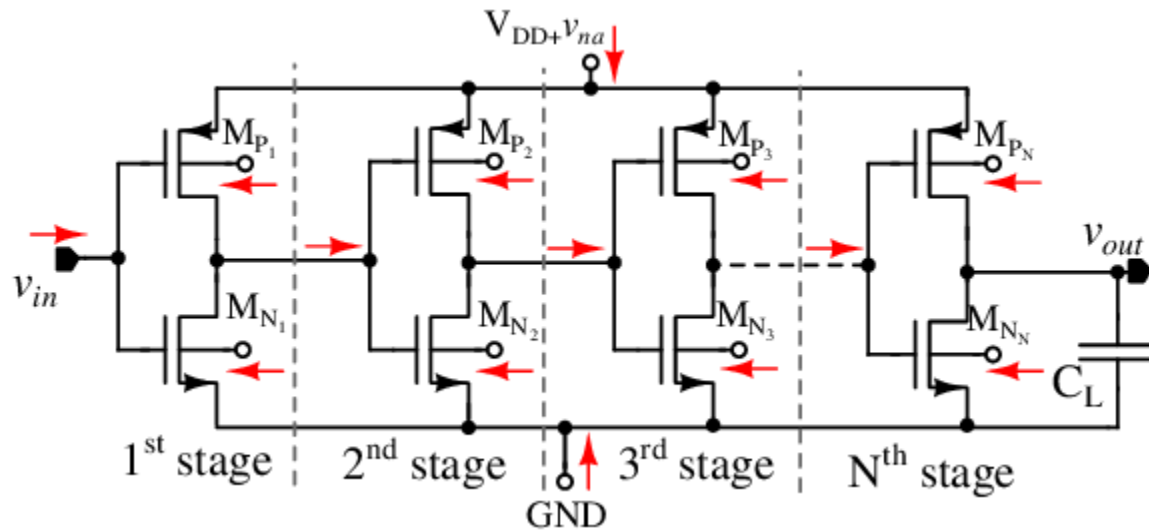 V_DD+v_na
M_P1
M_P2
M_P3
M_PN
v_in
v_out
M_N1
M_N2
M_N3
M_NN
C_L
1st stage
2nd stage
3rd stage
Nth stage
GND